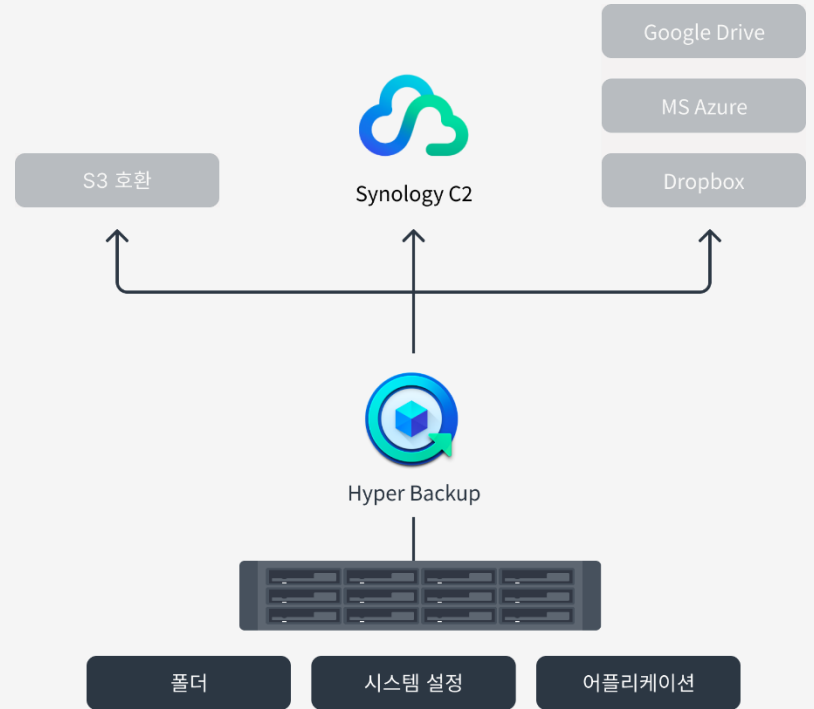 Google Drive
MS Azure
S3 호환
Synology C2
Dropbox
Hyper Backup
폴더
시스템 설정
어플리케이션